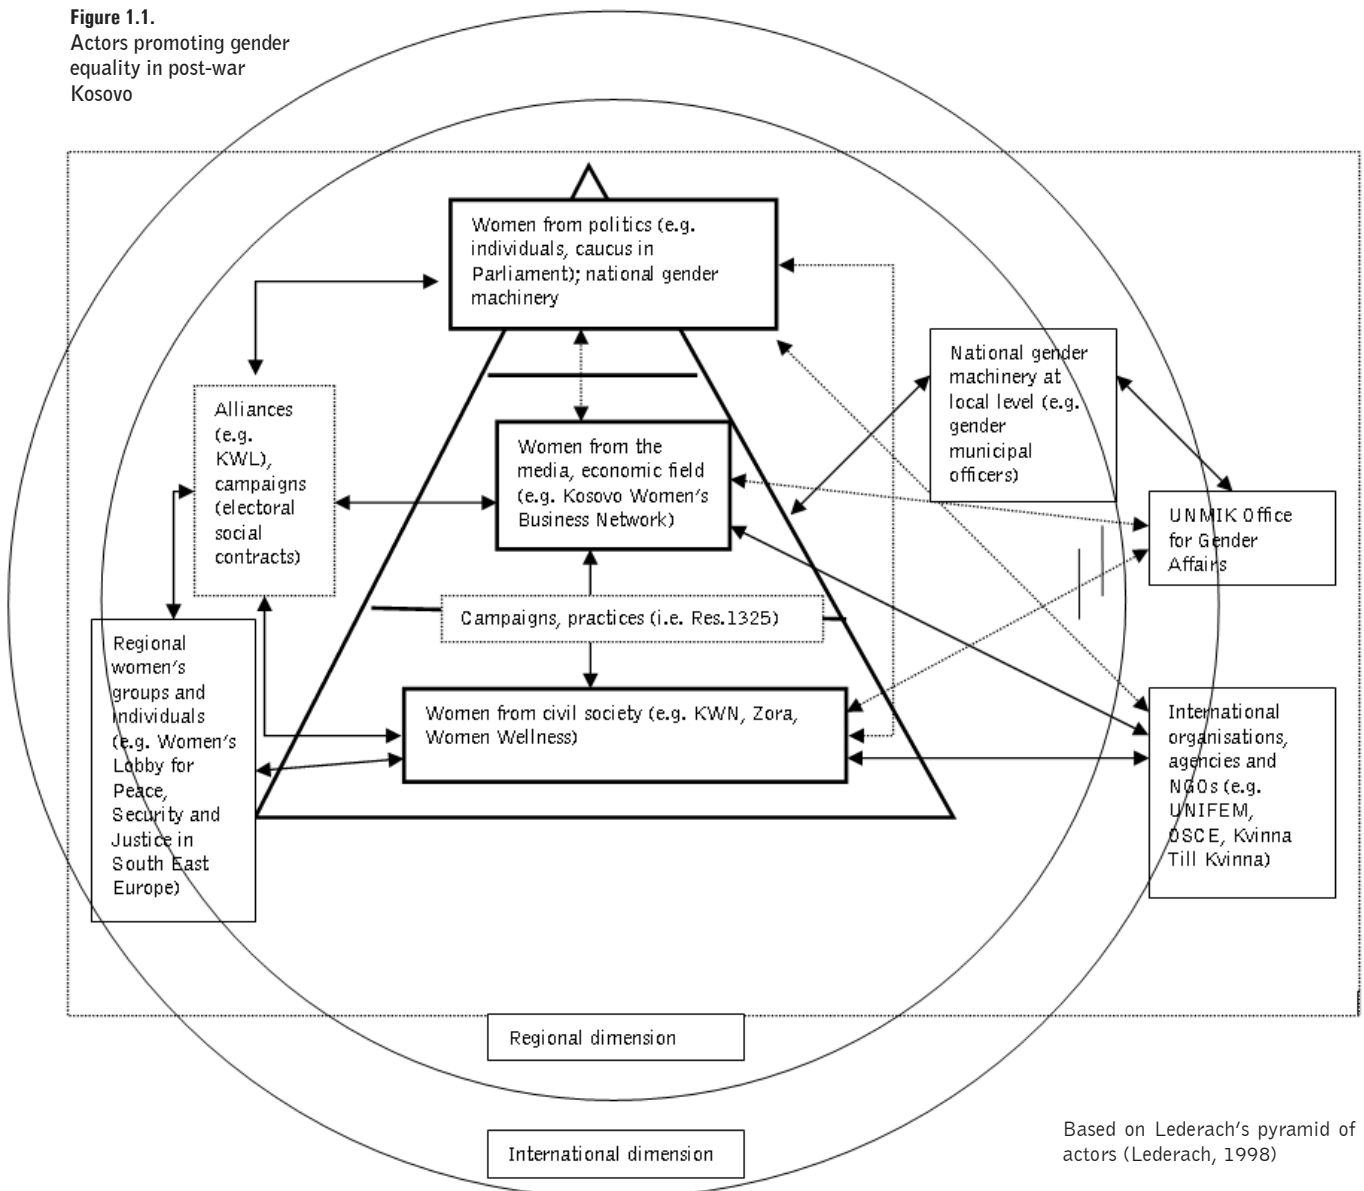 Figure 1.1.
Actors promoting gender
equality in post-war
Kosovo
Women from politics (e.g.
individuals, caucus in
Parliament); national gender
machinery
National gender
machinery at
local level (e.g.
gender
municipal
officers)
Alliances
(e.g.
KWL),
campaigns
(electoral
social
contracts)
Women from the
media, economic field
(e.g. Kosovo Women's
Business Network)
UNMIK Office
for Gender
Affairs
Campaigns, practices (i.e. Res.1325)
Regional
women's
groups and
individuals
(e.g. Women's
Lobby for
Peace,
Security and
Justice in
South East
Europe)
Women from civil society (e.g. KWN, Zora,
Women Wellness)
International
organisations,
agencies and
NGOs (e.g.
UNIFEM,
OSCE, Kvinna
Till Kvinna)
Regional dimension
International dimension
Based on Lederach's pyramid of
actors (Lederach, 1998)